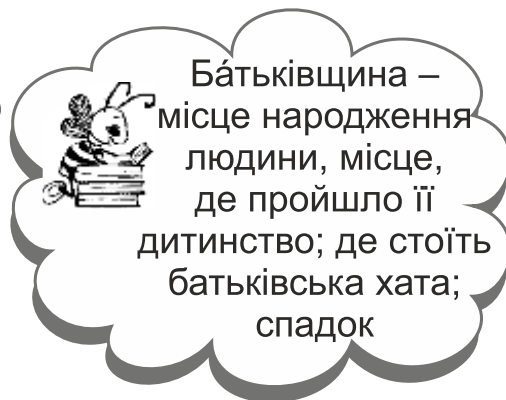 Ба́тьківщина –
місце народження
людини, місце,
де пройшло її
дитинство; де стоїть
батьківська хата;
спадок